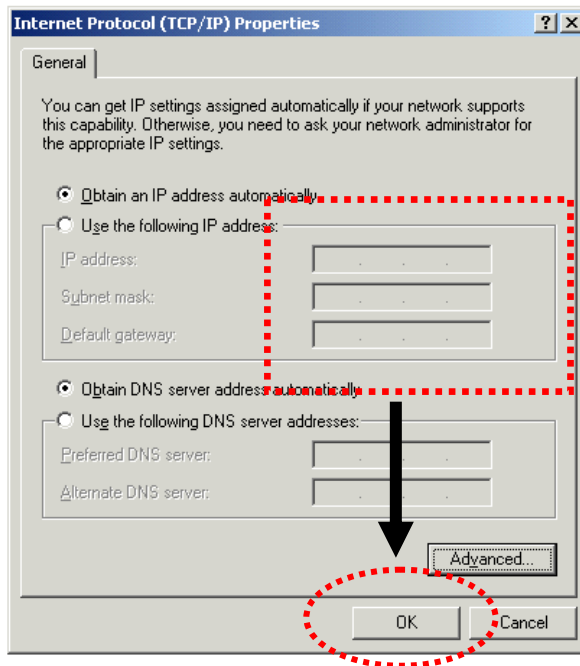 Internet Protocol (TCP/IP) Properties
General
You can get IP settings assigned automatically if your network supports
this capability. Otherwise, you need to ask your network administrator for
the appropriate IP settings.
Obtain an IP address automatically
Use the following IP address:
IP address:
Subnet mask:
Default gateway:
Obtain DNS server address automatically
Use the following DNS server addresses:
Preferred DNS server:
Alternate DNS server:
Advanced...
OK
Cancel